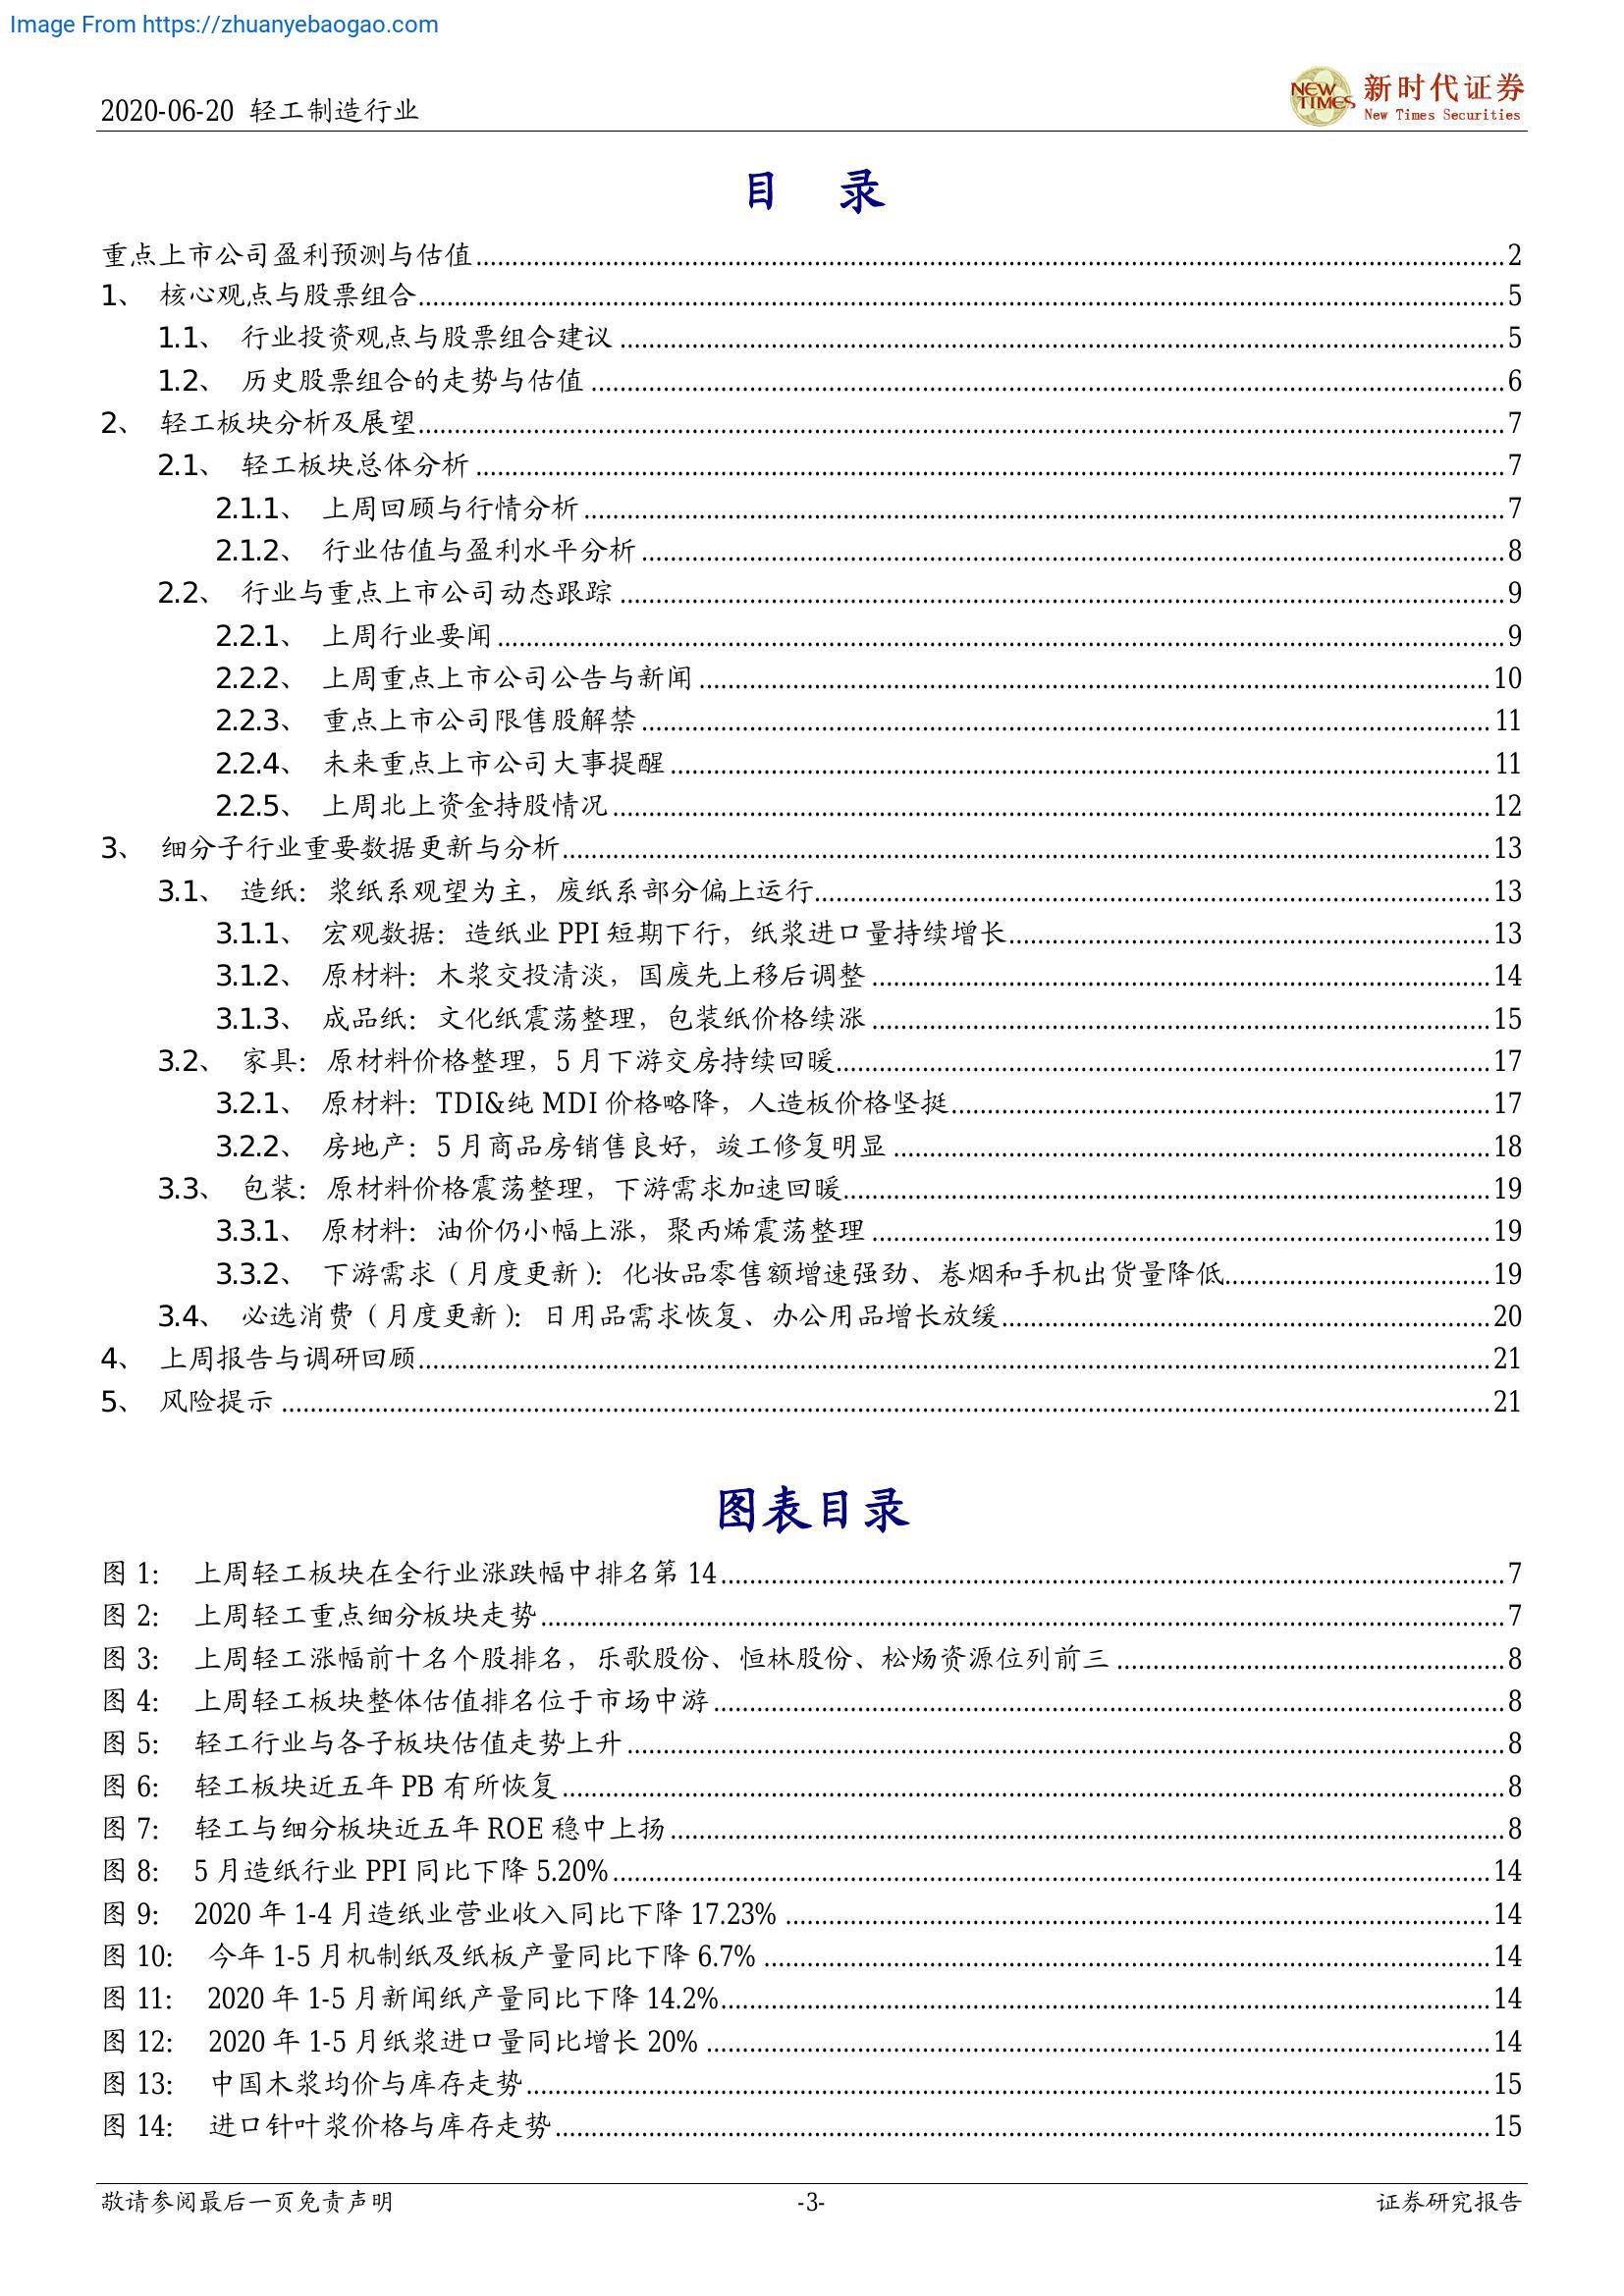 Image From https://zhuanyebaogao.com
2020-06-20 轻工制造行业
NEW TIMES 新时代证券
New Times Securities
目 录
重点上市公司盈利预测与估值 2
1、 核心观点与股票组合 5
1.1、 行业投资观点与股票组合建议 5
1.2、 历史股票组合的走势与估值 6
2、 轻工板块分析及展望 7
2.1、 轻工板块总体分析 7
2.1.1、 上周回顾与行情分析 7
2.1.2、 行业估值与盈利水平分析 8
2.2、 行业与重点上市公司动态跟踪 9
2.2.1、 上周行业要闻 9
2.2.2、 上周重点上市公司公告与新闻 10
2.2.3、 重点上市公司限售股解禁 11
2.2.4、 未来重点上市公司大事提醒 11
2.2.5、 上周北上资金持股情况 12
3、 细分子行业重要数据更新与分析 13
3.1、 造纸：浆纸系观望为主，废纸系部分偏上运行 13
3.1.1、 宏观数据：造纸业 PPI 短期下行，纸浆进口量持续增长 13
3.1.2、 原材料：木浆交投清淡，国废先上移后调整 14
3.1.3、 成品纸：文化纸震荡整理，包装纸价格续涨 15
3.2、 家具：原材料价格整理，5 月下游交房持续回暖 17
3.2.1、 原材料：TDI&纯 MDI 价格略降，人造板价格坚挺 17
3.2.2、 房地产：5 月商品房销售良好，竣工修复明显 18
3.3、 包装：原材料价格震荡整理，下游需求加速回暖 19
3.3.1、 原材料：油价仍小幅上涨，聚丙烯震荡整理 19
3.3.2、 下游需求（月度更新）：化妆品零售额增速强劲、卷烟和手机出货量降低 19
3.4、 必选消费（月度更新）：日用品需求恢复、办公用品增长放缓 20
4、 上周报告与调研回顾 21
5、 风险提示 21
图表目录
图 1： 上周轻工板块在全行业涨跌幅中排名第 14 7
图 2： 上周轻工重点细分板块走势 7
图 3： 上周轻工涨幅前十名个股排名，乐歌股份、恒林股份、松炀资源位列前三 8
图 4： 上周轻工板块整体估值排名位于市场中游 8
图 5： 轻工行业与各子板块估值走势上升 8
图 6： 轻工板块近五年 PB 有所恢复 8
图 7： 轻工与细分板块近五年 ROE 稳中上扬 8
图 8： 5 月造纸行业 PPI 同比下降 5.20% 14
图 9： 2020 年 1-4 月造纸业营业收入同比下降 17.23% 14
图 10： 今年 1-5 月机制纸及纸板产量同比下降 6.7% 14
图 11： 2020 年 1-5 月新闻纸产量同比下降 14.2% 14
图 12： 2020 年 1-5 月纸浆进口量同比增长 20% 14
图 13： 中国木浆均价与库存走势 15
图 14： 进口针叶浆价格与库存走势 15
敬请参阅最后一页免责声明 -3- 证券研究报告